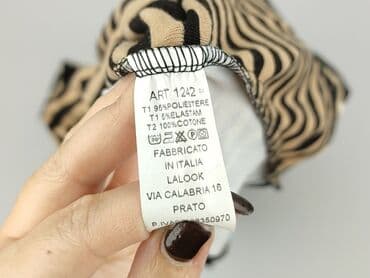 ART 1242
T1 95%POLIESTERE
T1 5%ELASTAM
T2 100%COTONE
FABBRICATO
IN ITALIA
LALOOK
VIA CALABRIA 16
PRATO